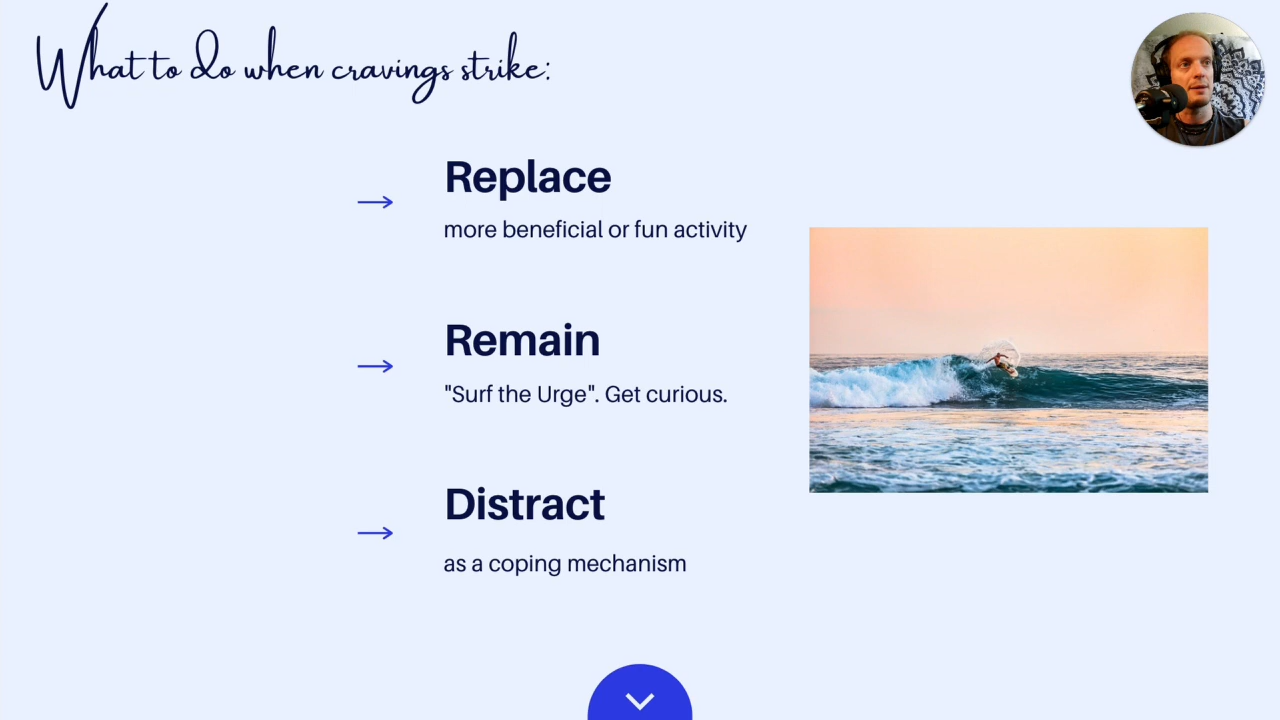 What to do when cravings strike:
Replace
more beneficial or fun activity
Remain
"Surf the Urge". Get curious.
Distract
as a coping mechanism